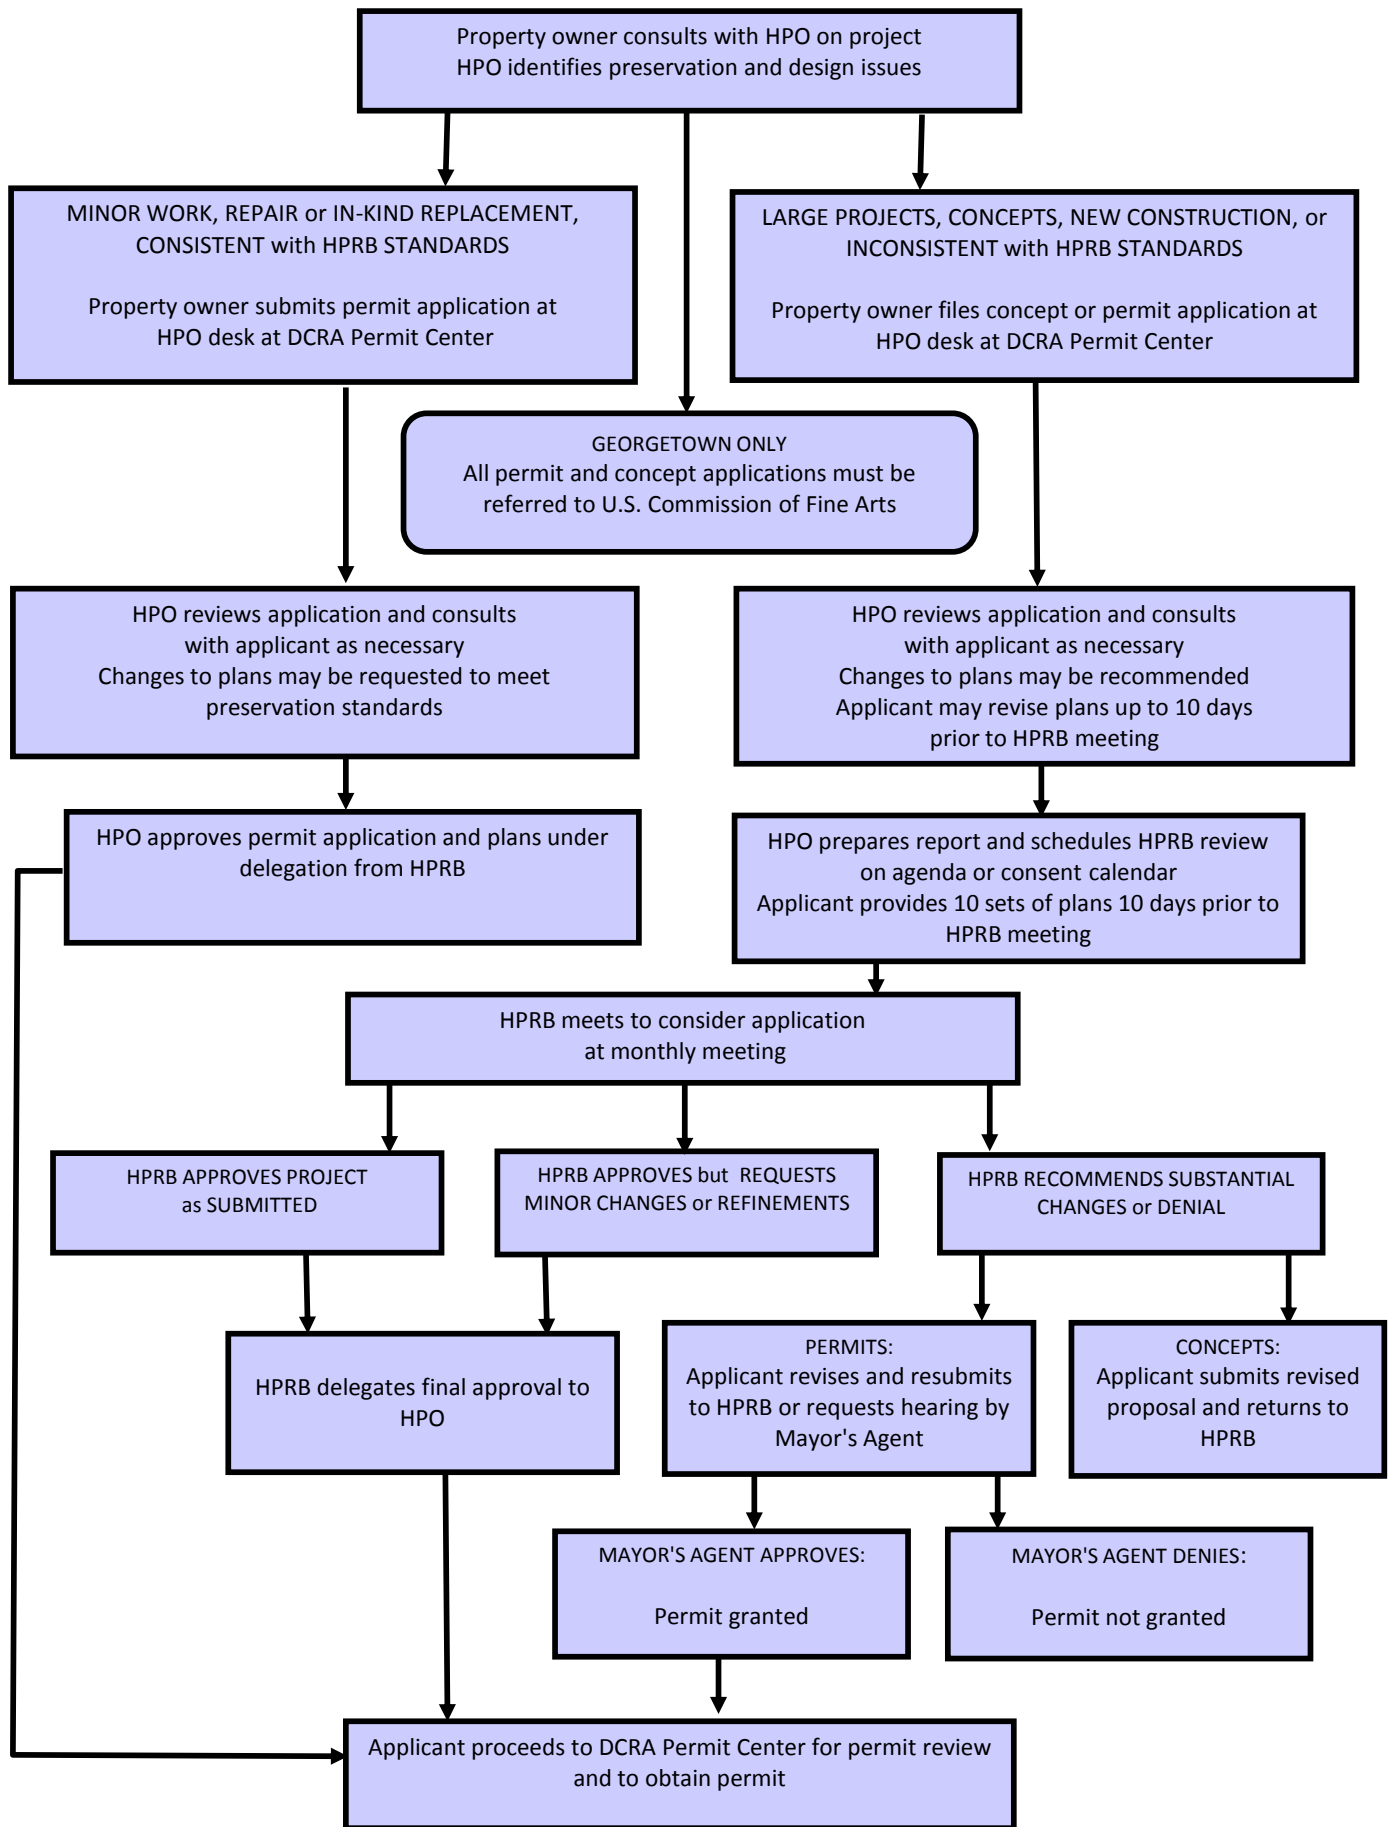 Property owner consults with HPO on project
HPO identifies preservation and design issues
MINOR WORK, REPAIR or IN-KIND REPLACEMENT,
CONSISTENT with HPRB STANDARDS
Property owner submits permit application at
HPO desk at DCRA Permit Center
LARGE PROJECTS, CONCEPTS, NEW CONSTRUCTION, or
INCONSISTENT with HPRB STANDARDS
Property owner files concept or permit application at
HPO desk at DCRA Permit Center
GEORGETOWN ONLY
All permit and concept applications must be
referred to U.S. Commission of Fine Arts
HPO reviews application and consults
with applicant as necessary
Changes to plans may be requested to meet
preservation standards
HPO reviews application and consults
with applicant as necessary
Changes to plans may be recommended
Applicant may revise plans up to 10 days
prior to HPRB meeting
HPO approves permit application and plans under
delegation from HPRB
HPO prepares report and schedules HPRB review
on agenda or consent calendar
Applicant provides 10 sets of plans 10 days prior to
HPRB meeting
HPRB meets to consider application
at monthly meeting
HPRB APPROVES PROJECT
as SUBMITTED
HPRB APPROVES but REQUESTS
MINOR CHANGES or REFINEMENTS
HPRB RECOMMENDS SUBSTANTIAL
CHANGES or DENIAL
HPRB delegates final approval to
HPO
PERMITS:
Applicant revises and resubmits
to HPRB or requests hearing by
Mayor's Agent
CONCEPTS:
Applicant submits revised
proposal and returns to
HPRB
MAYOR'S AGENT APPROVES:
Permit granted
MAYOR'S AGENT DENIES:
Permit not granted
Applicant proceeds to DCRA Permit Center for permit review
and to obtain permit